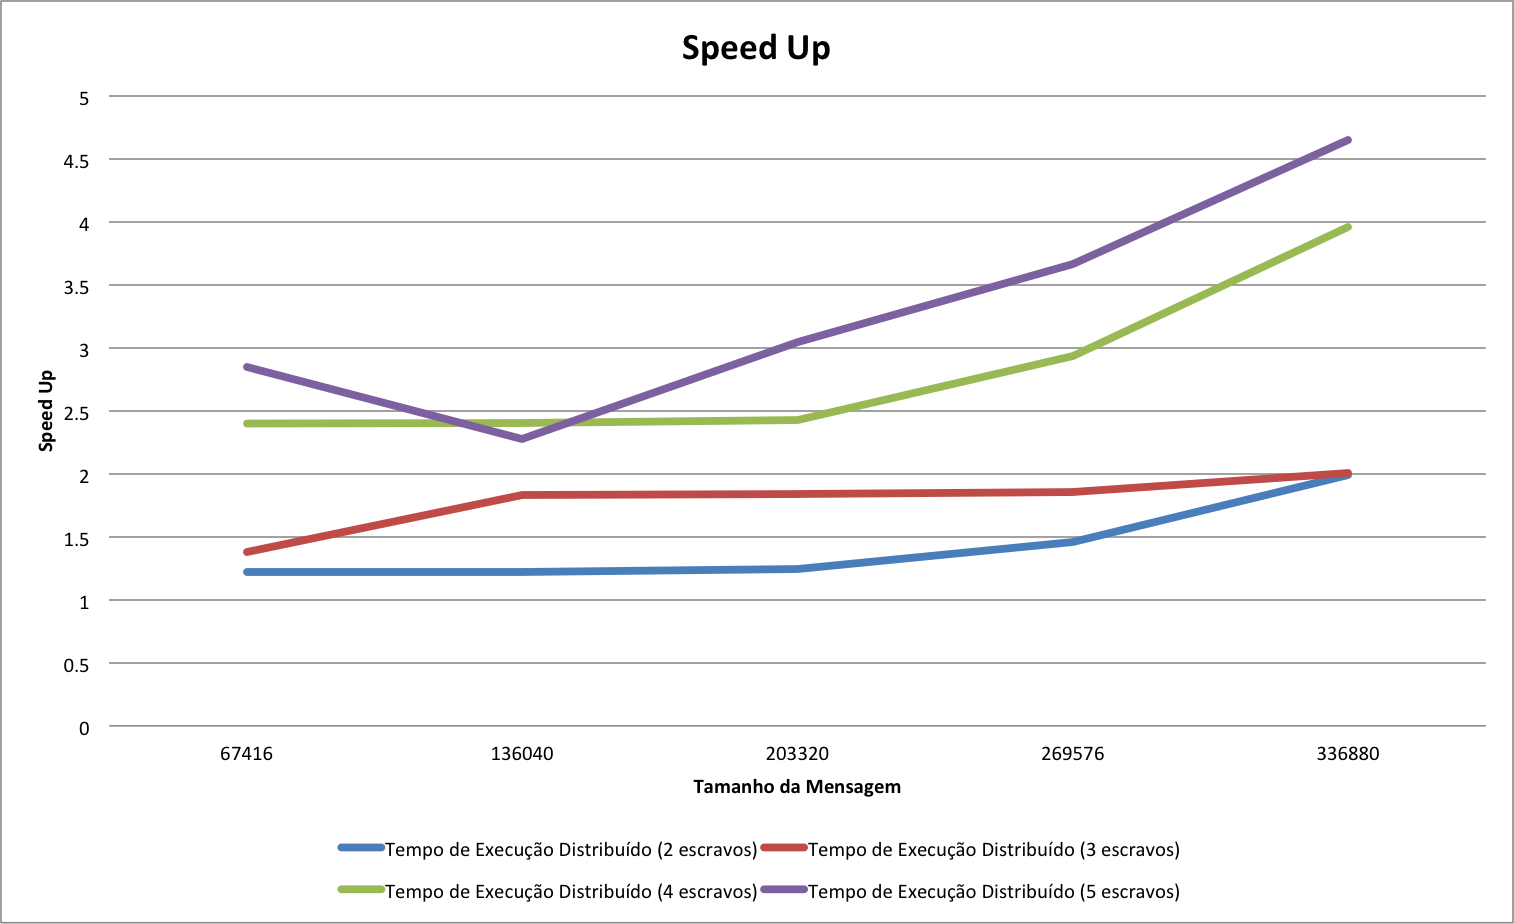 Speed Up
5
4.5
4
3.5
3
2.5
2
1.5
1
0.5
0
Speed Up
67416 136040 203320 269576 336880
Tamanho da Mensagem
Tempo de Execução Distribuído (2 escravos) Tempo de Execução Distribuído (3 escravos)
Tempo de Execução Distribuído (4 escravos) Tempo de Execução Distribuído (5 escravos)